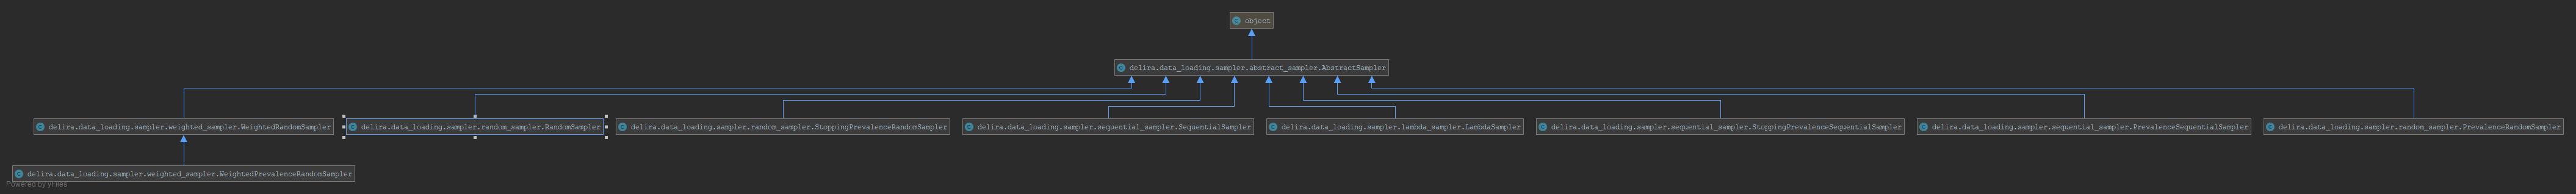 object
delira.data_loading.sampler.abstract_sampler.AbstractSampler
delira.data_loading.sampler.weighted_sampler.WeightedRandomSampler
delira.data_loading.sampler.random_sampler.RandomSampler
delira.data_loading.sampler.random_sampler.StoppingPrevalenceRandomSampler
delira.data_loading.sampler.sequential_sampler.SequentialSampler
delira.data_loading.sampler.lambda_sampler.LambdaSampler
delira.data_loading.sampler.sequential_sampler.StoppingPrevalenceSequentialSampler
delira.data_loading.sampler.sequential_sampler.PrevalenceSequentialSampler
delira.data_loading.sampler.random_sampler.PrevalenceRandomSampler
delira.data_loading.sampler.weighted_sampler.WeightedPrevalenceRandomSampler
Powered by yFiles